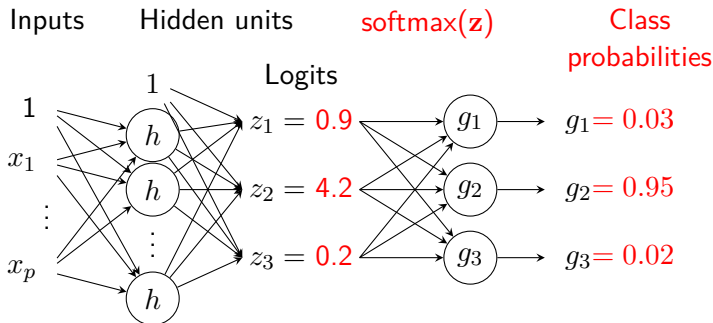 Inputs
Hidden units
softmax(z)
Class
probabilities
Logits
1
1
x₁
⋮
xₚ
h
h
⋮
h
z₁ = 0.9
z₂ = 4.2
z₃ = 0.2
g₁
g₂
g₃
g₁= 0.03
g₂= 0.95
g₃= 0.02